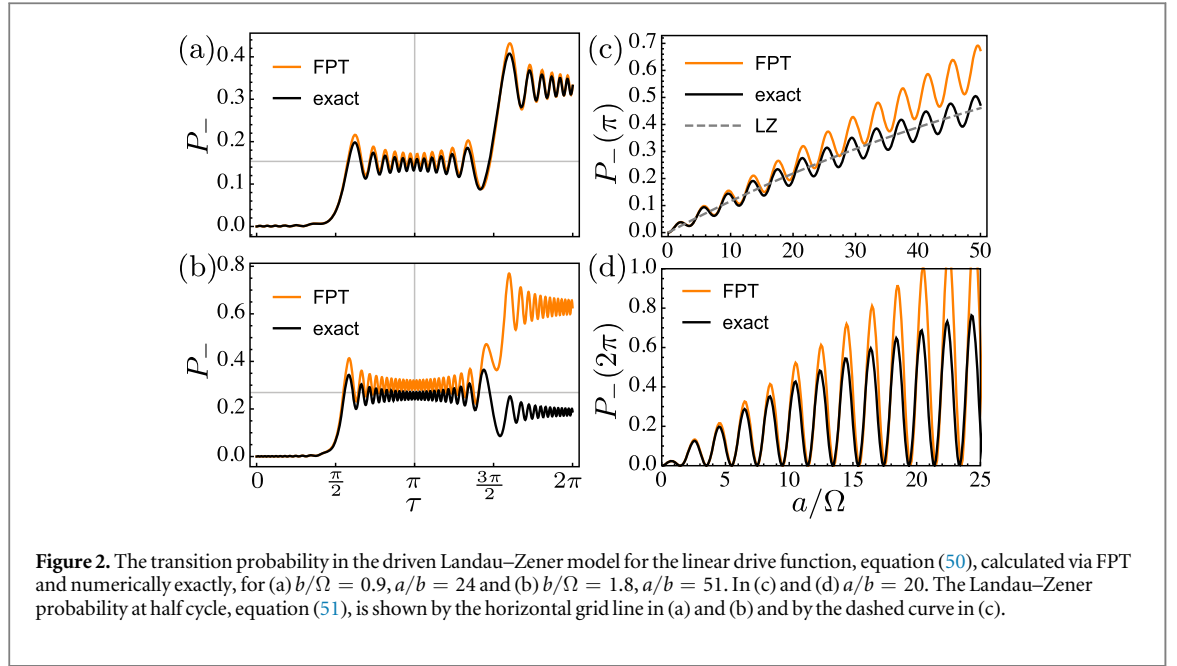 (a)
FPT
exact
P₋
0.4
0.3
0.2
0.1
0.0
(b)
FPT
exact
P₋
0.8
0.6
0.4
0.2
0.0
0
π/2
π
3π/2
2π
τ
(c)
FPT
exact
LZ
P₋(π)
0.7
0.6
0.5
0.4
0.3
0.2
0.1
0.0
0 10 20 30 40 50
(d)
FPT
exact
P₋(2π)
1.0
0.8
0.6
0.4
0.2
0.0
0 5 10 15 20 25
a/Ω
Figure 2. The transition probability in the driven Landau–Zener model for the linear drive function, equation (50), calculated via FPT
and numerically exactly, for (a) b/Ω = 0.9, a/b = 24 and (b) b/Ω = 1.8, a/b = 51. In (c) and (d) a/b = 20. The Landau–Zener
probability at half cycle, equation (51), is shown by the horizontal grid line in (a) and (b) and by the dashed curve in (c).